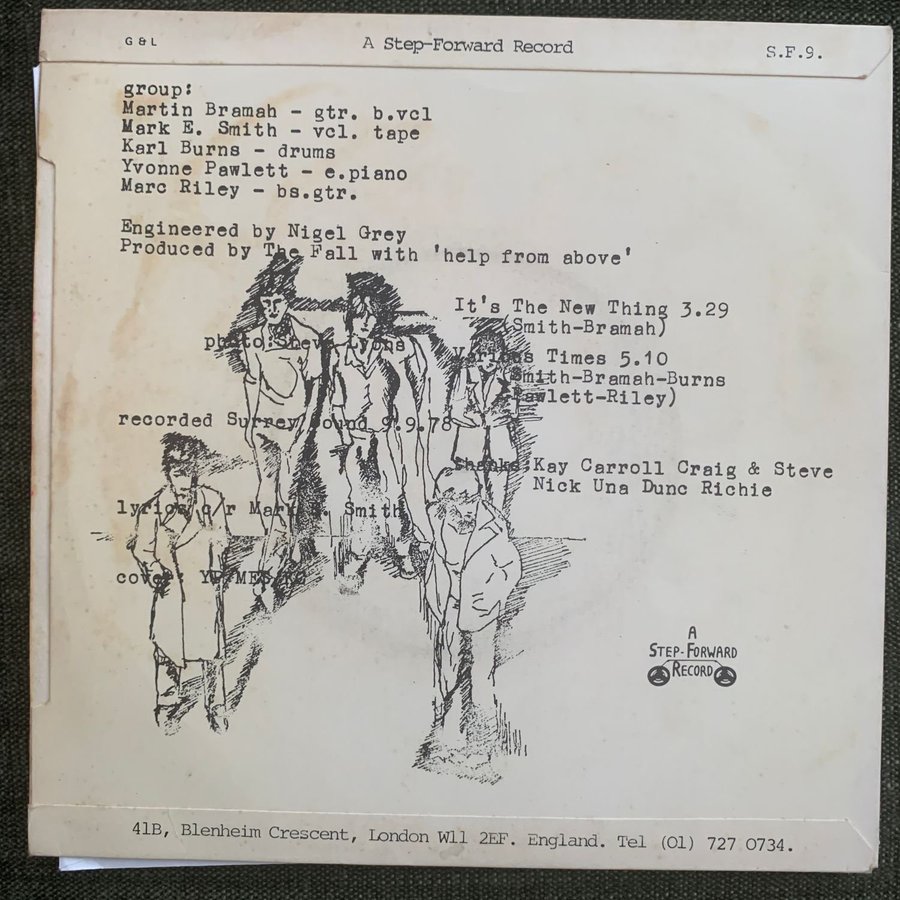 G & L
A Step-Forward Record
S.F.9.
group:
Martin Bramah - gtr. b.vcl
Mark E. Smith - vcl. tape
Karl Burns - drums
Yvonne Pawlett - e.piano
Marc Riley - bs.gtr.
Engineered by Nigel Grey
Produced by The Fall with 'help from above'
It's The New Thing 3.29
(Smith-Bramah)
photo:Steve Lyons
Various Times 5.10
(Smith-Bramah-Burns
Pawlett-Riley)
recorded Surrey Sound 9.9.78
thanks:Kay Carroll Craig & Steve
Nick Una Dunc Richie
lyrics c/r Mark E. Smith
cover: YP/MES/KC
A
STEP-FORWARD
RECORD
41B, Blenheim Crescent, London W11 2EF. England. Tel (01) 727 0734.